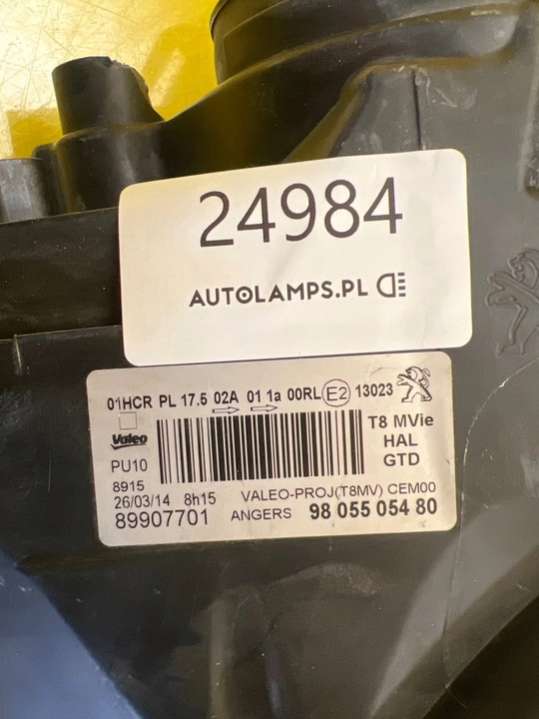 24984
AUTOLAMPS.PL
01HCR PL 17.5 02A 01 1a 00RL E2 13023
Valeo
T8 MVie
PU10
HAL
8915
GTD
26/03/14 8h15 VALEO-PROJ(T8MV) CEM00
89907701 ANGERS 98 055 054 80